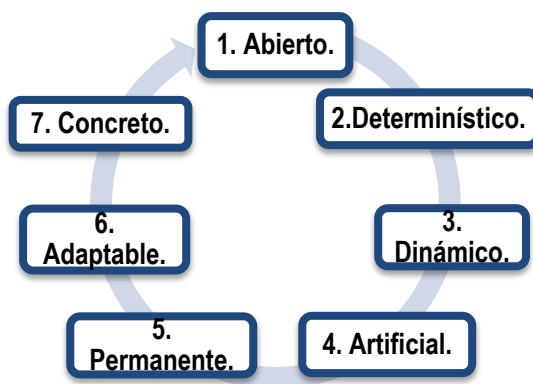 1. Abierto.
2.Determinístico.
3.
Dinámico.
4. Artificial.
5.
Permanente.
6.
Adaptable.
7. Concreto.